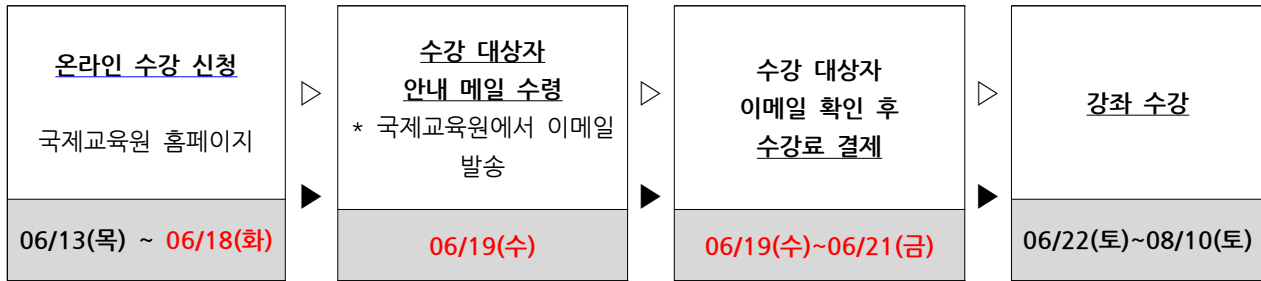 온라인 수강 신청
국제교육원 홈페이지
06/13(목) ~ 06/18(화)
▷
▶
수강 대상자
안내 메일 수령
* 국제교육원에서 이메일
발송
06/19(수)
▷
▶
수강 대상자
이메일 확인 후
수강료 결제
06/19(수)~06/21(금)
▷
▶
강좌 수강
06/22(토)~08/10(토)